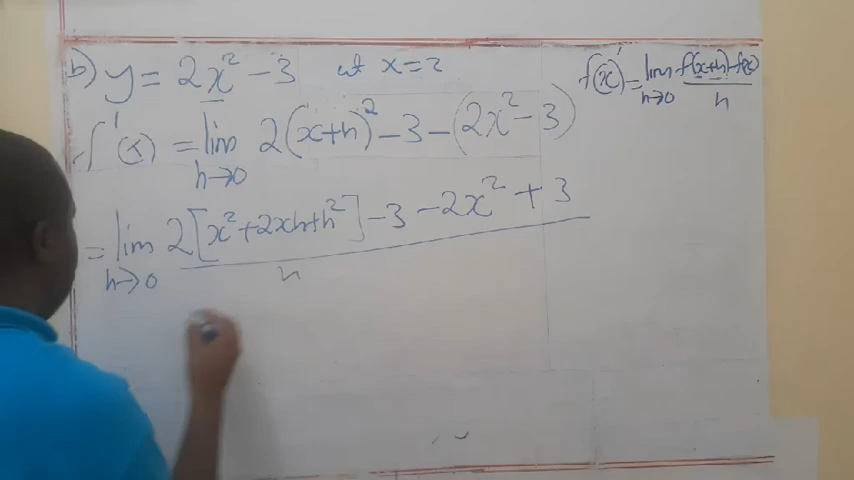 b) y = 2x² - 3 at x = 2
f'(x) = lim h→0 f(x+h) - f(x) / h
f'(x) = lim h→0 2(x+h)² - 3 - (2x² - 3)
= lim h→0 2[x² + 2xh + h²] - 3 - 2x² + 3 / h